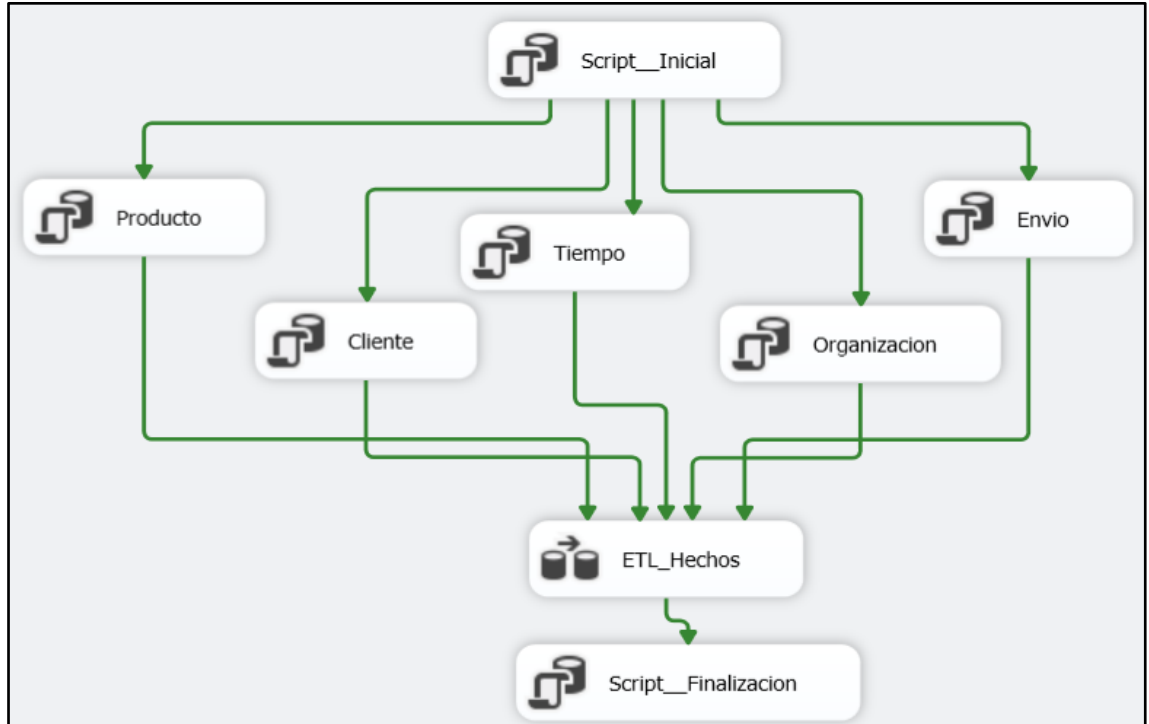 Script__Inicial
Producto
Tiempo
Envio
Cliente
Organizacion
ETL_Hechos
Script__Finalizacion